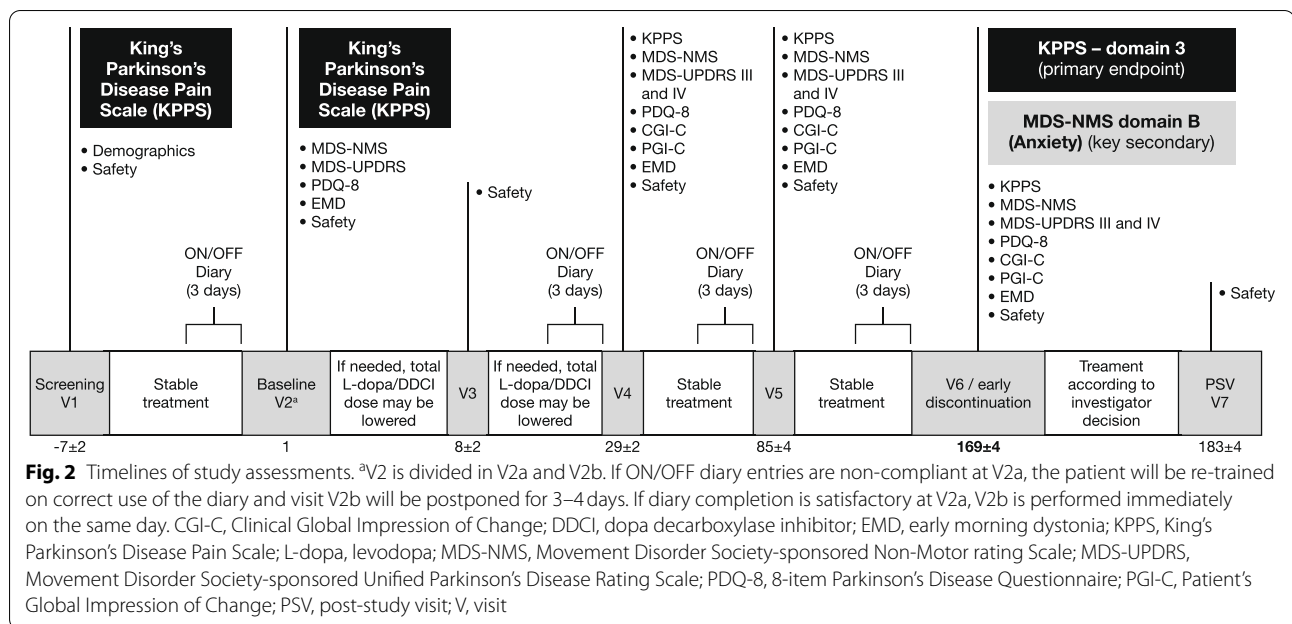 King's
Parkinson's
Disease Pain
Scale (KPPS)
• Demographics
• Safety
ON/OFF
Diary
(3 days)
King's
Parkinson's
Disease Pain
Scale (KPPS)
• MDS-NMS
• MDS-UPDRS
• PDQ-8
• EMD
• Safety
• Safety
ON/OFF
Diary
(3 days)
• KPPS
• MDS-NMS
• MDS-UPDRS III
and IV
• PDQ-8
• CGI-C
• PGI-C
• EMD
• Safety
ON/OFF
Diary
(3 days)
• KPPS
• MDS-NMS
• MDS-UPDRS III
and IV
• PDQ-8
• CGI-C
• PGI-C
• EMD
• Safety
ON/OFF
Diary
(3 days)
KPPS – domain 3
(primary endpoint)
MDS-NMS domain B
(Anxiety) (key secondary)
• KPPS
• MDS-NMS
• MDS-UPDRS III and IV
• PDQ-8
• CGI-C
• PGI-C
• EMD
• Safety
• Safety
Screening
V1
Stable
treatment
Baseline
V2a
If needed, total
L-dopa/DDCI
dose may be
lowered
V3
If needed, total
L-dopa/DDCI
dose may be
lowered
V4
Stable
treatment
V5
Stable
treatment
V6 / early
discontinuation
Treament
according to
investigator
decision
PSV
V7
-7±2
1
8±2
29±2
85±4
169±4
183±4
Fig. 2 Timelines of study assessments. aV2 is divided in V2a and V2b. If ON/OFF diary entries are non-compliant at V2a, the patient will be re-trained
on correct use of the diary and visit V2b will be postponed for 3–4 days. If diary completion is satisfactory at V2a, V2b is performed immediately
on the same day. CGI-C, Clinical Global Impression of Change; DDCI, dopa decarboxylase inhibitor; EMD, early morning dystonia; KPPS, King's
Parkinson's Disease Pain Scale; L-dopa, levodopa; MDS-NMS, Movement Disorder Society-sponsored Non-Motor rating Scale; MDS-UPDRS,
Movement Disorder Society-sponsored Unified Parkinson's Disease Rating Scale; PDQ-8, 8-item Parkinson's Disease Questionnaire; PGI-C, Patient's
Global Impression of Change; PSV, post-study visit; V, visit